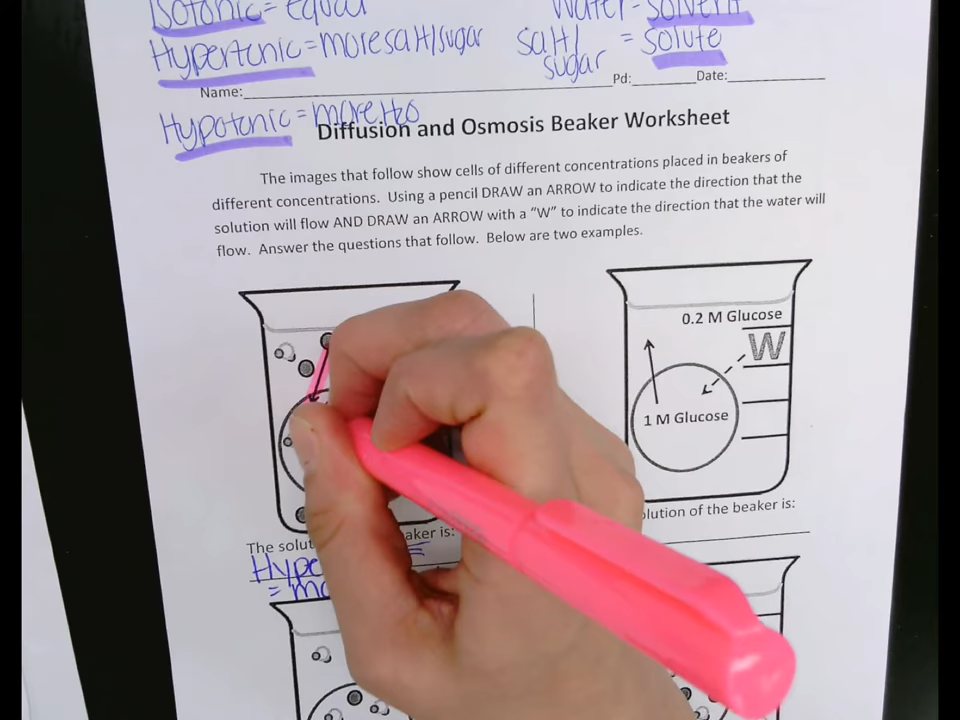 Isotonic = equal
Water = solvent
Hypertonic = more salt/sugar
salt/sugar = solute
Name: Pd: Date:
Hypotonic = more H2O
Diffusion and Osmosis Beaker Worksheet
The images that follow show cells of different concentrations placed in beakers of
different concentrations. Using a pencil DRAW an ARROW to indicate the direction that the
solution will flow AND DRAW an ARROW with a "W" to indicate the direction that the water will
flow. Answer the questions that follow. Below are two examples.
0.2 M Glucose
W
1 M Glucose
The solut aker is:
lution of the beaker is:
Hype
= mo